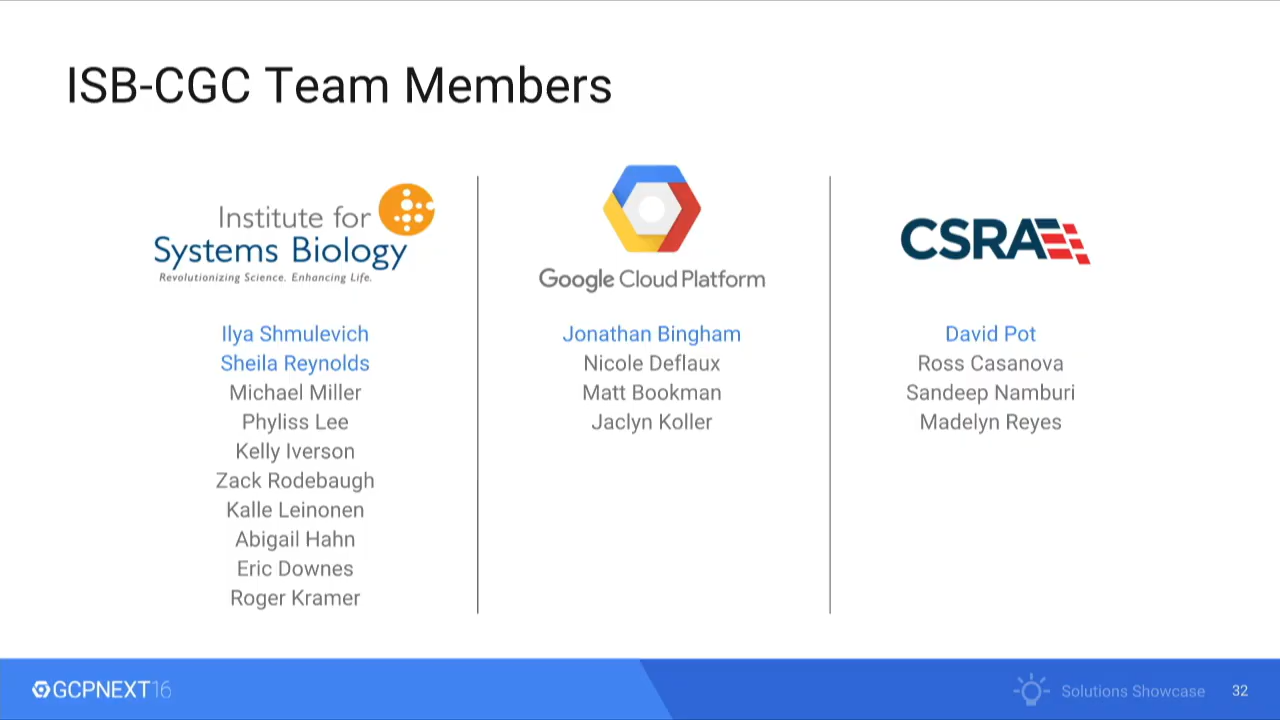 ISB-CGC Team Members
Institute for
Systems Biology
Revolutionizing Science. Enhancing Life.
Ilya Shmulevich
Sheila Reynolds
Michael Miller
Phyliss Lee
Kelly Iverson
Zack Rodebaugh
Kalle Leinonen
Abigail Hahn
Eric Downes
Roger Kramer
Google Cloud Platform
Jonathan Bingham
Nicole Deflaux
Matt Bookman
Jaclyn Koller
CSRA
David Pot
Ross Casanova
Sandeep Namburi
Madelyn Reyes
GCPNEXT16
Solutions Showcase 32